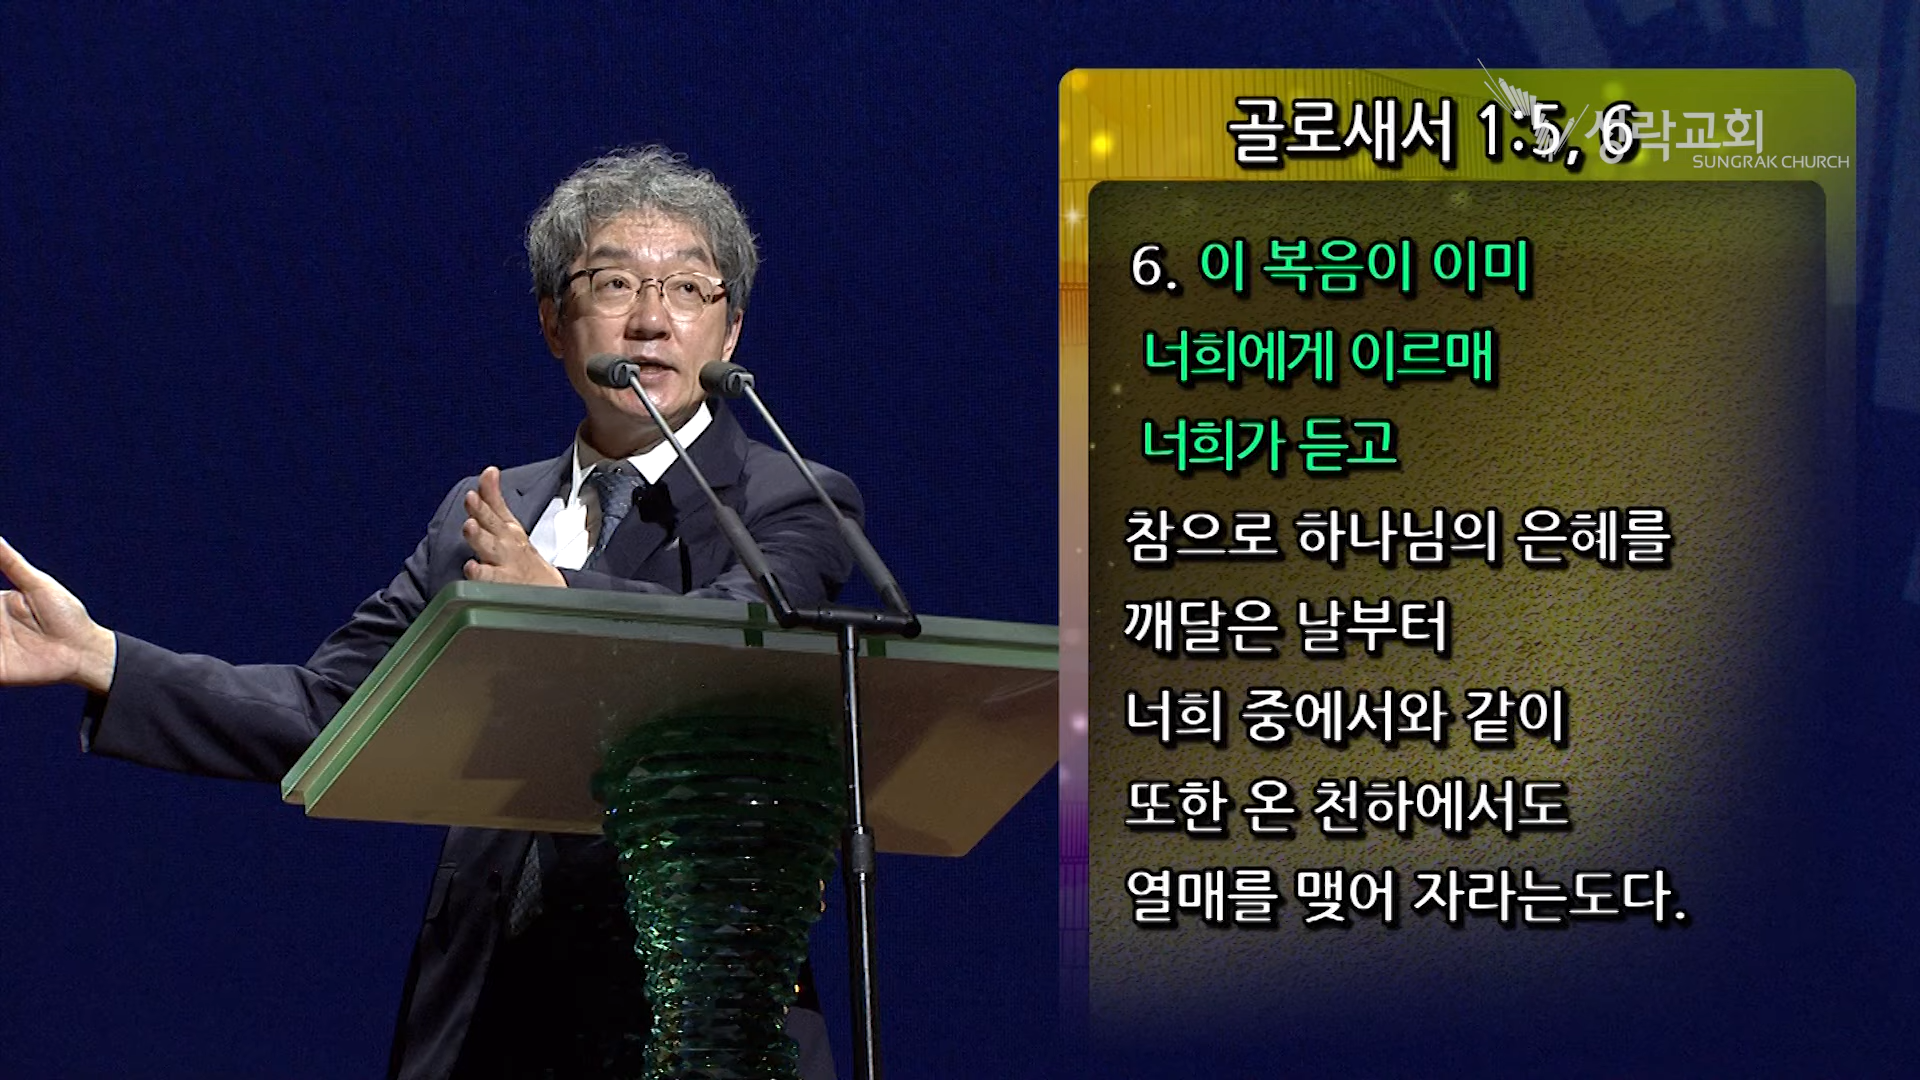 골로새서 1:5, 6
성락교회
SUNGRAK CHURCH
6. 이 복음이 이미
너희에게 이르매
너희가 듣고
참으로 하나님의 은혜를
깨달은 날부터
너희 중에서와 같이
또한 온 천하에서도
열매를 맺어 자라는도다.